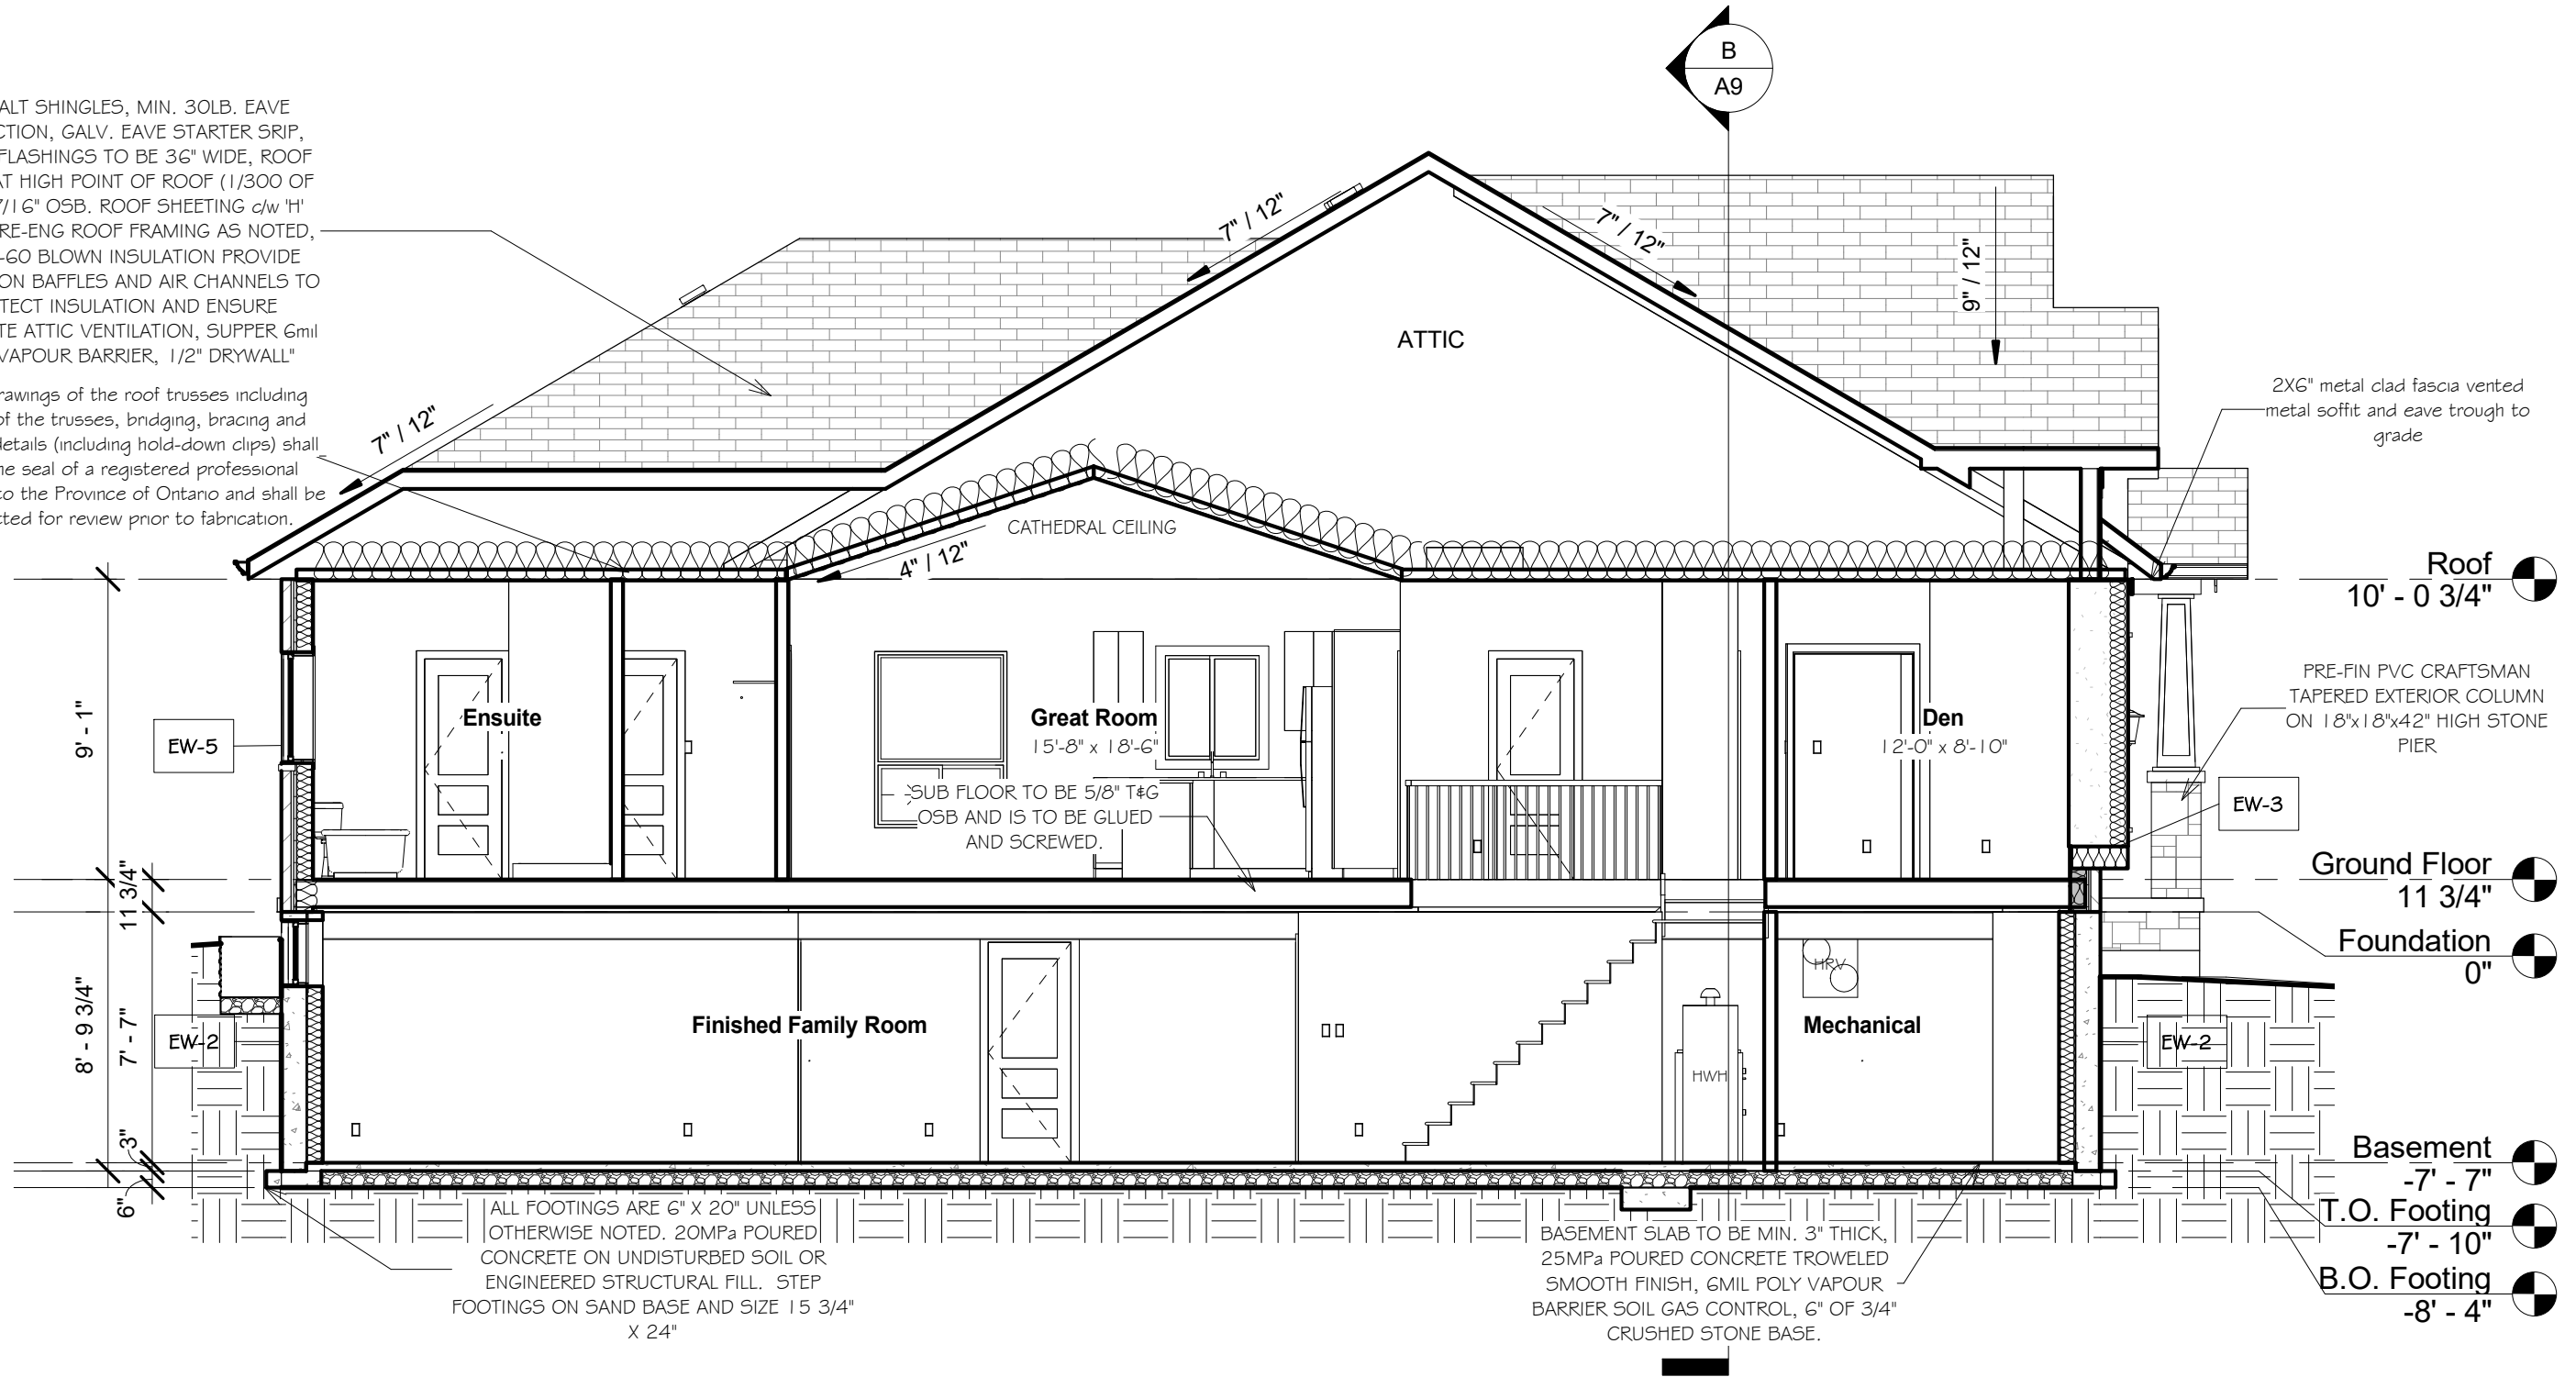 B
A9
ALT SHINGLES, MIN. 30LB. EAVE
CTION, GALV. EAVE STARTER SRIP,
FLASHINGS TO BE 36" WIDE, ROOF
AT HIGH POINT OF ROOF (1/300 OF
7/16" OSB. ROOF SHEETING c/w 'H'
RE-ENG ROOF FRAMING AS NOTED,
-60 BLOWN INSULATION PROVIDE
ON BAFFLES AND AIR CHANNELS TO
TECT INSULATION AND ENSURE
TE ATTIC VENTILATION, SUPPER 6mil
VAPOUR BARRIER, 1/2" DRYWALL"
rawings of the roof trusses including
of the trusses, bridging, bracing and
details (including hold-down clips) shall
he seal of a registered professional
to the Province of Ontario and shall be
tted for review prior to fabrication.
7" / 12"
7" / 12"
7" / 12"
9" / 12"
ATTIC
CATHEDRAL CEILING
4" / 12"
2X6" metal clad fascia vented
metal soffit and eave trough to
grade
Roof
10' - 0 3/4"
PRE-FIN PVC CRAFTSMAN
TAPERED EXTERIOR COLUMN
ON 18"x18"x42" HIGH STONE
PIER
EW-3
9' - 1"
EW-5
Ensuite
Great Room
15'-8" x 18'-6"
Den
12'-0" x 8'-10"
SUB FLOOR TO BE 5/8" T&G
OSB AND IS TO BE GLUED
AND SCREWED.
11 3/4"
Ground Floor
11 3/4"
Foundation
0"
8' - 9 3/4"
7' - 7"
EW-2
Finished Family Room
HRV
HWH
Mechanical
EW-2
3"
6"
Basement
-7' - 7"
T.O. Footing
-7' - 10"
B.O. Footing
-8' - 4"
ALL FOOTINGS ARE 6" X 20" UNLESS
OTHERWISE NOTED. 20MPa POURED
CONCRETE ON UNDISTURBED SOIL OR
ENGINEERED STRUCTURAL FILL. STEP
FOOTINGS ON SAND BASE AND SIZE 15 3/4"
X 24"
BASEMENT SLAB TO BE MIN. 3" THICK,
25MPa POURED CONCRETE TROWELED
SMOOTH FINISH, 6MIL POLY VAPOUR
BARRIER SOIL GAS CONTROL, 6" OF 3/4"
CRUSHED STONE BASE.